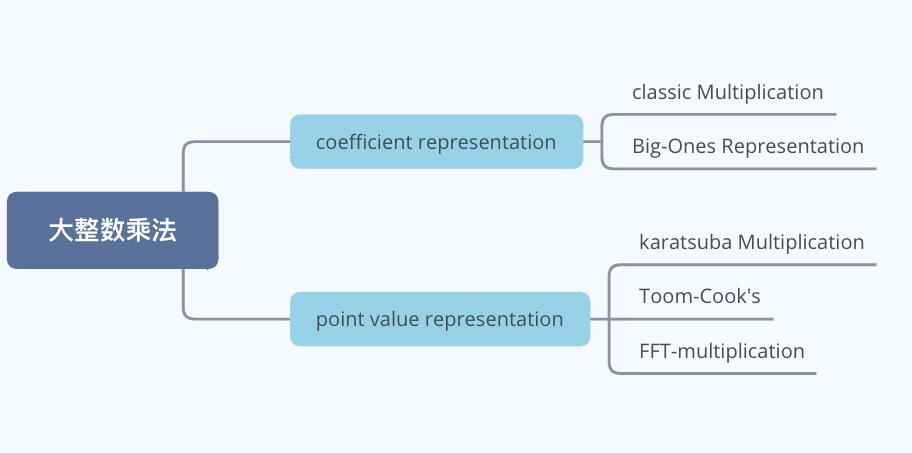 大整数乘法
coefficient representation
classic Multiplication
Big-Ones Representation
point value representation
karatsuba Multiplication
Toom-Cook's
FFT-multiplication